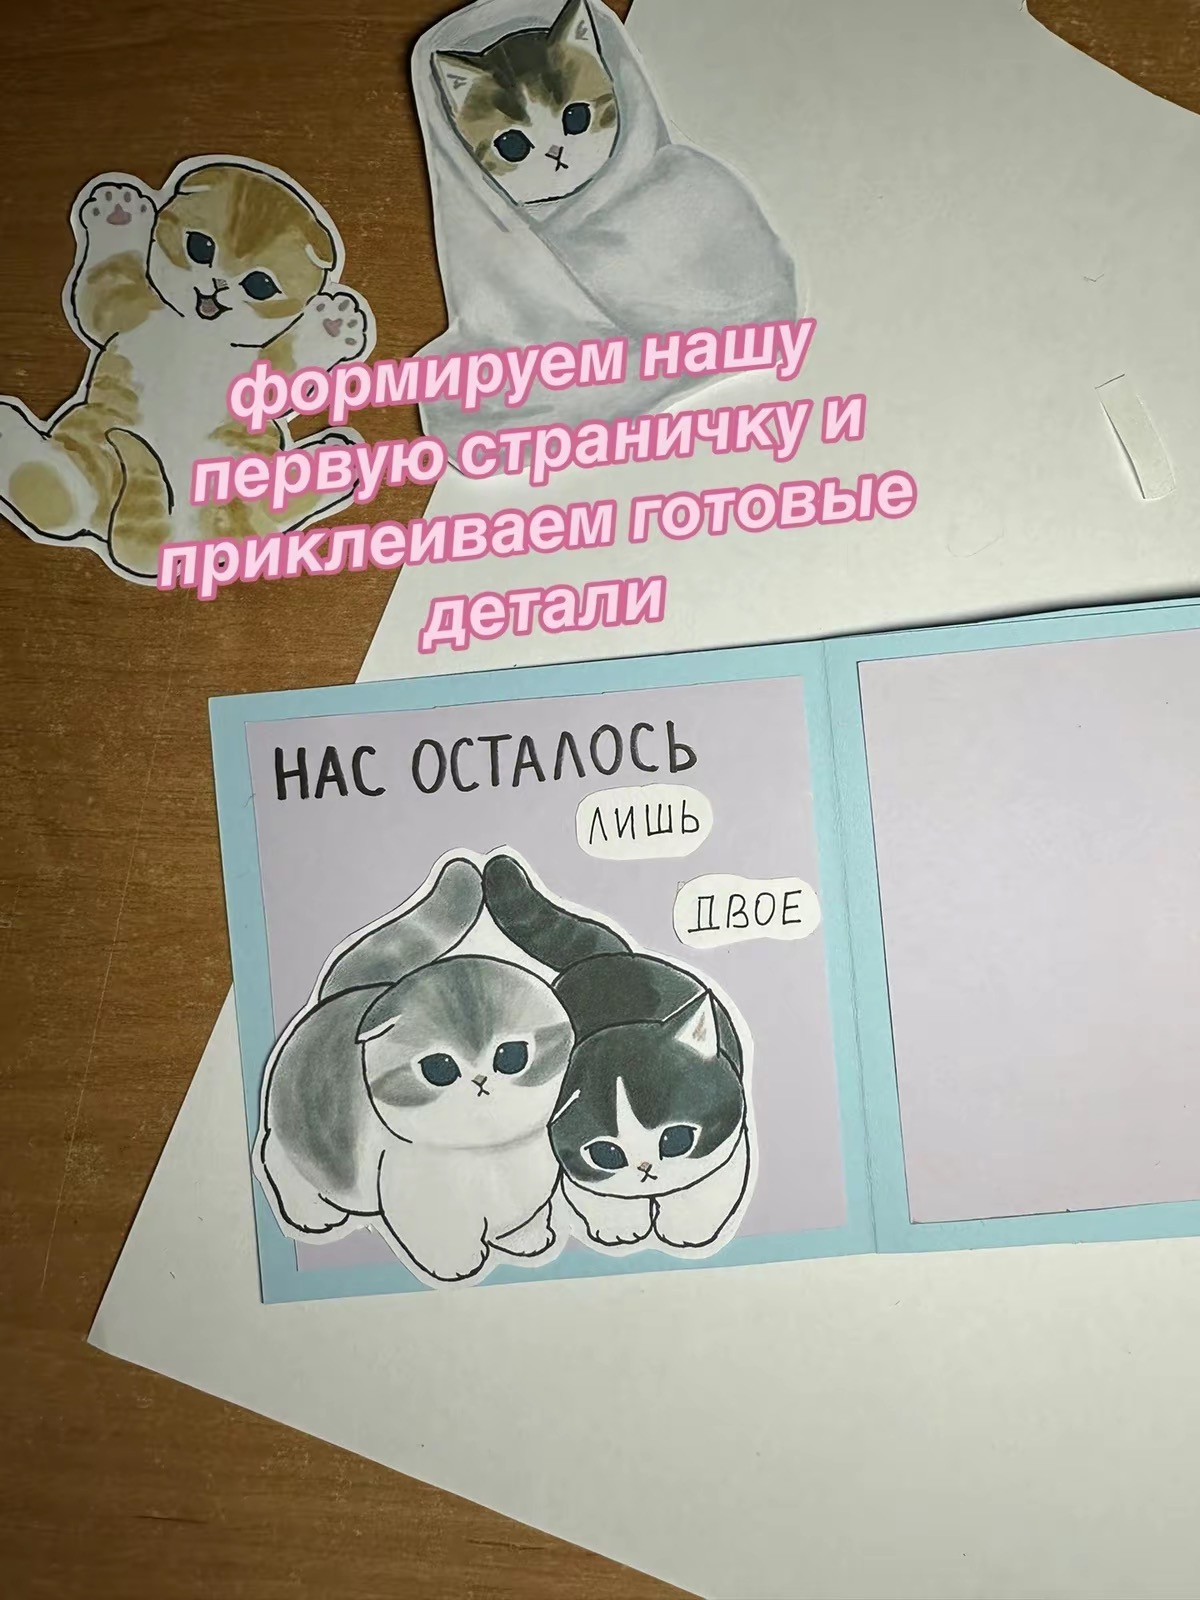 формируем нашу
первую страничку и
приклеиваем готовые
детали
НАС ОСТАЛОСЬ
ЛИШЬ
ДВОЕ